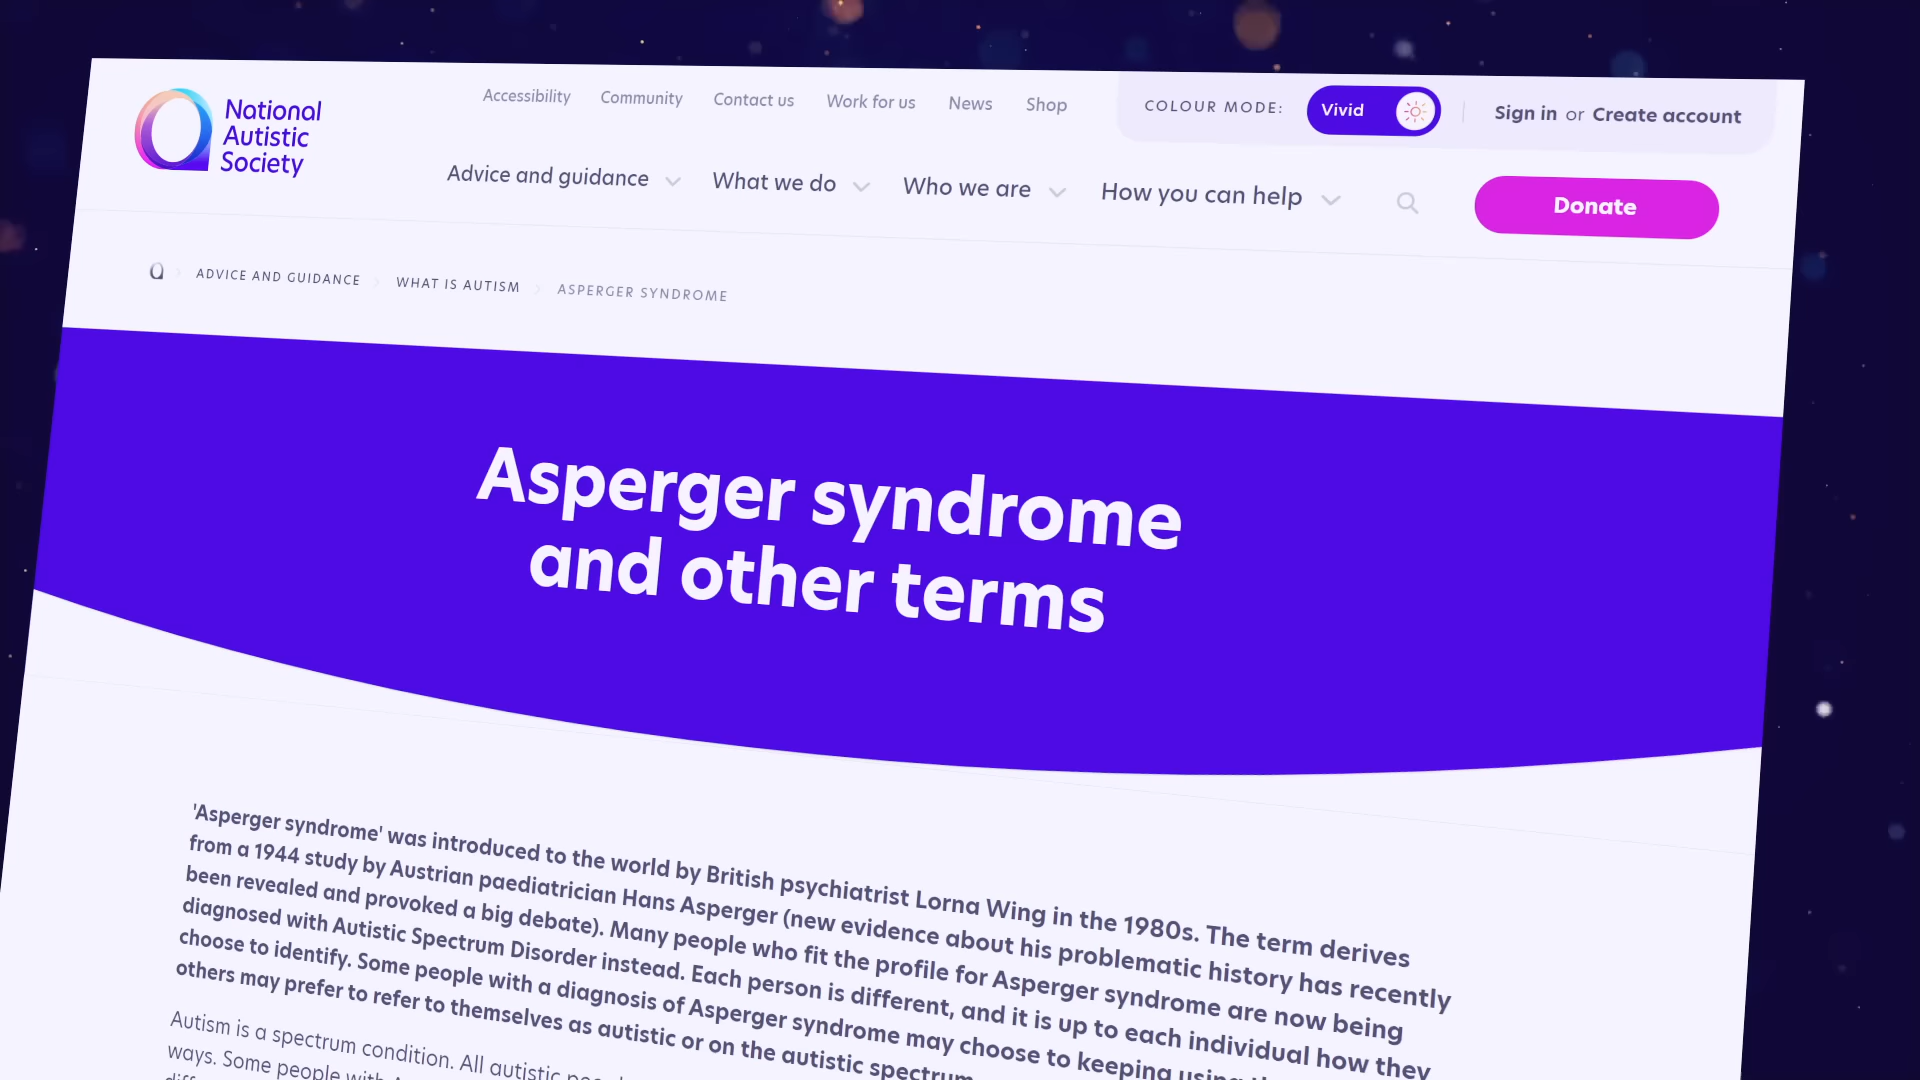 National
Autistic
Society
Accessibility Community Contact us Work for us News Shop
COLOUR MODE: Vivid
Sign in or Create account
Advice and guidance What we do Who we are How you can help
Donate
ADVICE AND GUIDANCE WHAT IS AUTISM ASPERGER SYNDROME
Asperger syndrome
and other terms
'Asperger syndrome' was introduced to the world by British psychiatrist Lorna Wing in the 1980s. The term derives
from a 1944 study by Austrian paediatrician Hans Asperger (new evidence about his problematic history has recently
been revealed and provoked a big debate). Many people who fit the profile for Asperger syndrome are now being
diagnosed with Autistic Spectrum Disorder instead. Each person is different, and it is up to each individual how they
choose to identify. Some people with a diagnosis of Asperger syndrome may choose to keeping using
others may prefer to refer to themselves as autistic or on the autistic spectrum
Autism is a spectrum condition. All autistic
ways. Some people with